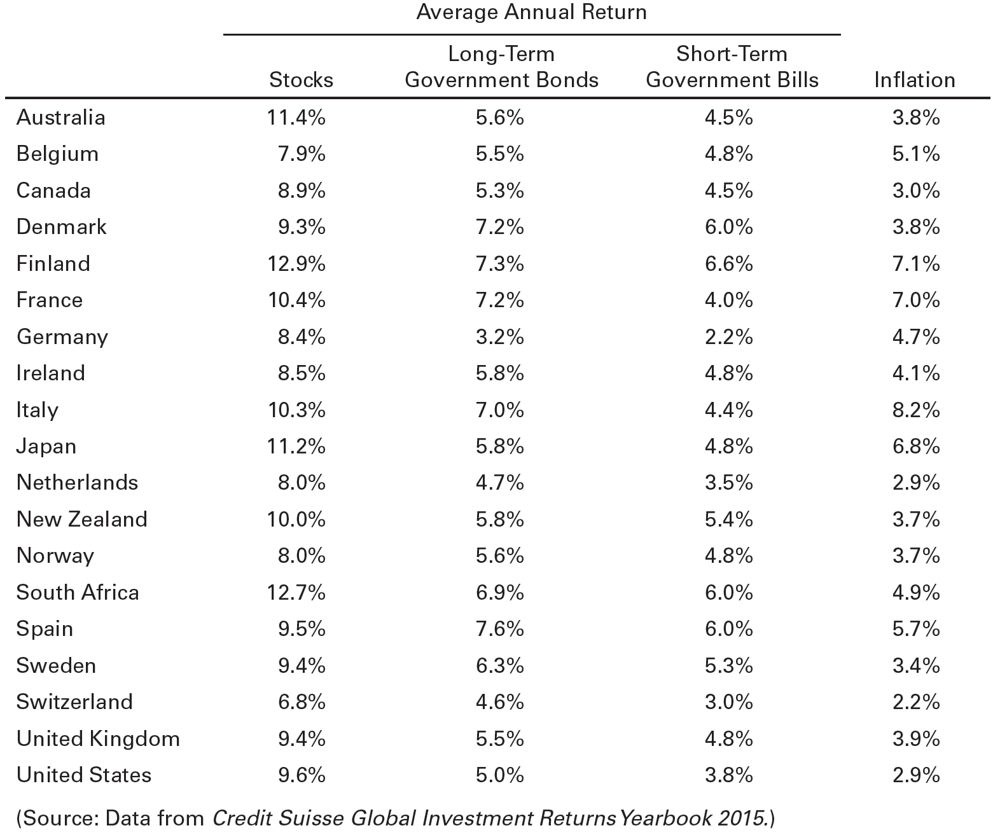 Average Annual Return
Long-Term Short-Term
Stocks Government Bonds Government Bills Inflation
Australia 11.4% 5.6% 4.5% 3.8%
Belgium 7.9% 5.5% 4.8% 5.1%
Canada 8.9% 5.3% 4.5% 3.0%
Denmark 9.3% 7.2% 6.0% 3.8%
Finland 12.9% 7.3% 6.6% 7.1%
France 10.4% 7.2% 4.0% 7.0%
Germany 8.4% 3.2% 2.2% 4.7%
Ireland 8.5% 5.8% 4.8% 4.1%
Italy 10.3% 7.0% 4.4% 8.2%
Japan 11.2% 5.8% 4.8% 6.8%
Netherlands 8.0% 4.7% 3.5% 2.9%
New Zealand 10.0% 5.8% 5.4% 3.7%
Norway 8.0% 5.6% 4.8% 3.7%
South Africa 12.7% 6.9% 6.0% 4.9%
Spain 9.5% 7.6% 6.0% 5.7%
Sweden 9.4% 6.3% 5.3% 3.4%
Switzerland 6.8% 4.6% 3.0% 2.2%
United Kingdom 9.4% 5.5% 4.8% 3.9%
United States 9.6% 5.0% 3.8% 2.9%
(Source: Data from Credit Suisse Global Investment Returns Yearbook 2015.)